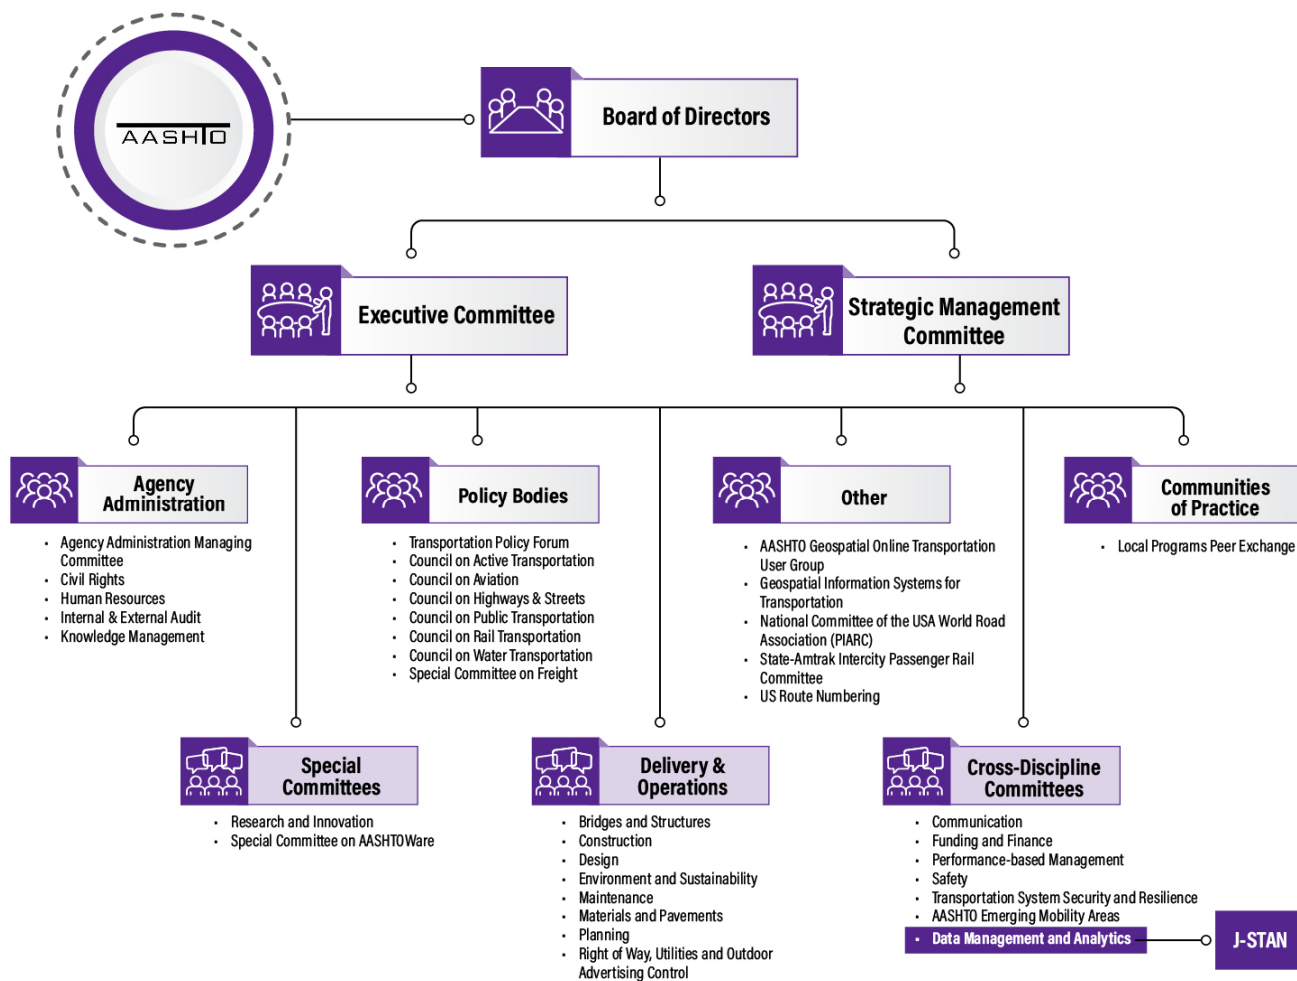 AASHTO
Board of Directors
Executive Committee
Strategic Management
Committee
Agency
Administration
• Agency Administration Managing
Committee
• Civil Rights
• Human Resources
• Internal & External Audit
• Knowledge Management
Policy Bodies
• Transportation Policy Forum
• Council on Active Transportation
• Council on Aviation
• Council on Highways & Streets
• Council on Public Transportation
• Council on Rail Transportation
• Council on Water Transportation
• Special Committee on Freight
Other
• AASHTO Geospatial Online Transportation
User Group
• Geospatial Information Systems for
Transportation
• National Committee of the USA World Road
Association (PIARC)
• State-Amtrak Intercity Passenger Rail
Committee
• US Route Numbering
Communities
of Practice
• Local Programs Peer Exchange
Special
Committees
• Research and Innovation
• Special Committee on AASHTOWare
Delivery &
Operations
• Bridges and Structures
• Construction
• Design
• Environment and Sustainability
• Maintenance
• Materials and Pavements
• Planning
• Right of Way, Utilities and Outdoor
Advertising Control
Cross-Discipline
Committees
• Communication
• Funding and Finance
• Performance-based Management
• Safety
• Transportation System Security and Resilience
• AASHTO Emerging Mobility Areas
• Data Management and Analytics
J-STAN